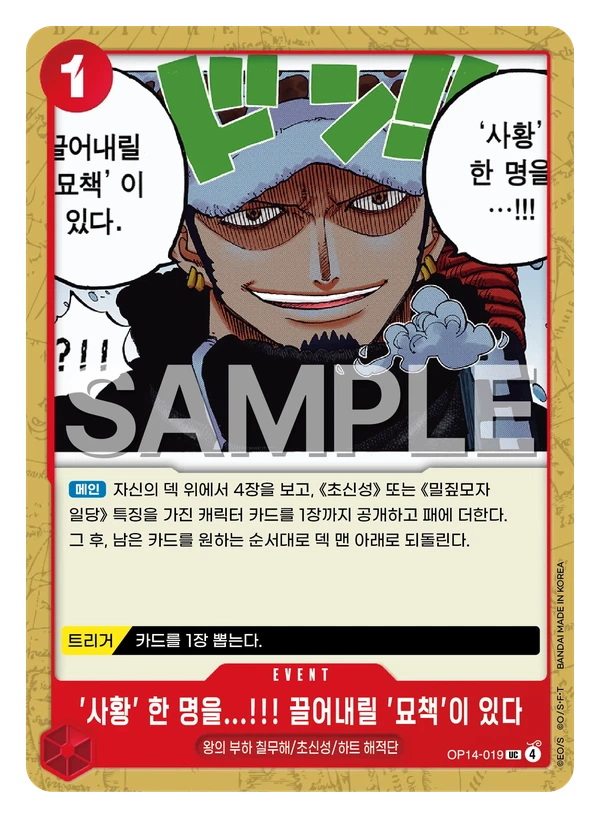 1
ドン!!
끌어내릴
'묘책' 이
있다.
'사황'
한 명을
…!!!
?!!
SAMPLE
메인 자신의 덱 위에서 4장을 보고, 《초신성》 또는 《밀짚모자
일당》 특징을 가진 캐릭터 카드를 1장까지 공개하고 패에 더한다.
그 후, 남은 카드를 원하는 순서대로 덱 맨 아래로 되돌린다.
트리거 카드를 1장 뽑는다.
EVENT
'사황' 한 명을...!!! 끌어내릴 '묘책'이 있다
왕의 부하 칠무해/초신성/하트 해적단
OP14-019 UC 4
©EO/S ©O/S·F·T BANDAI MADE IN KOREA